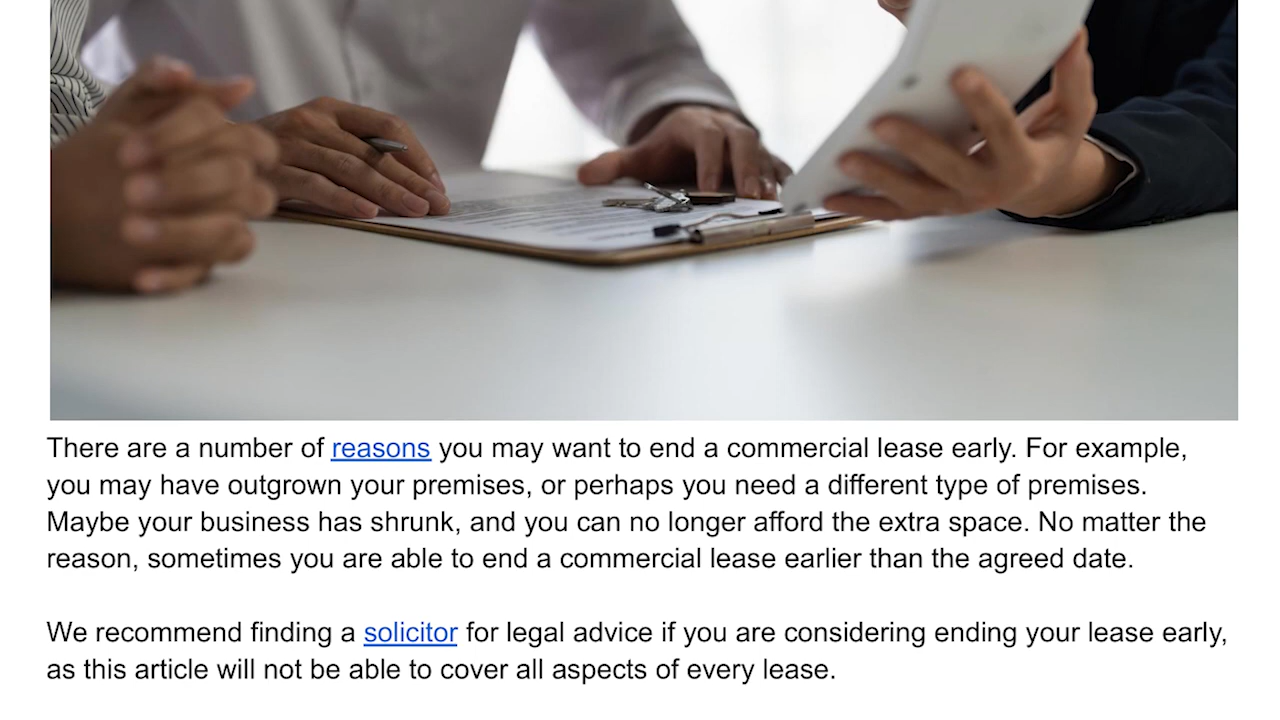 There are a number of reasons you may want to end a commercial lease early. For example,
you may have outgrown your premises, or perhaps you need a different type of premises.
Maybe your business has shrunk, and you can no longer afford the extra space. No matter the
reason, sometimes you are able to end a commercial lease earlier than the agreed date.
We recommend finding a solicitor for legal advice if you are considering ending your lease early,
as this article will not be able to cover all aspects of every lease.